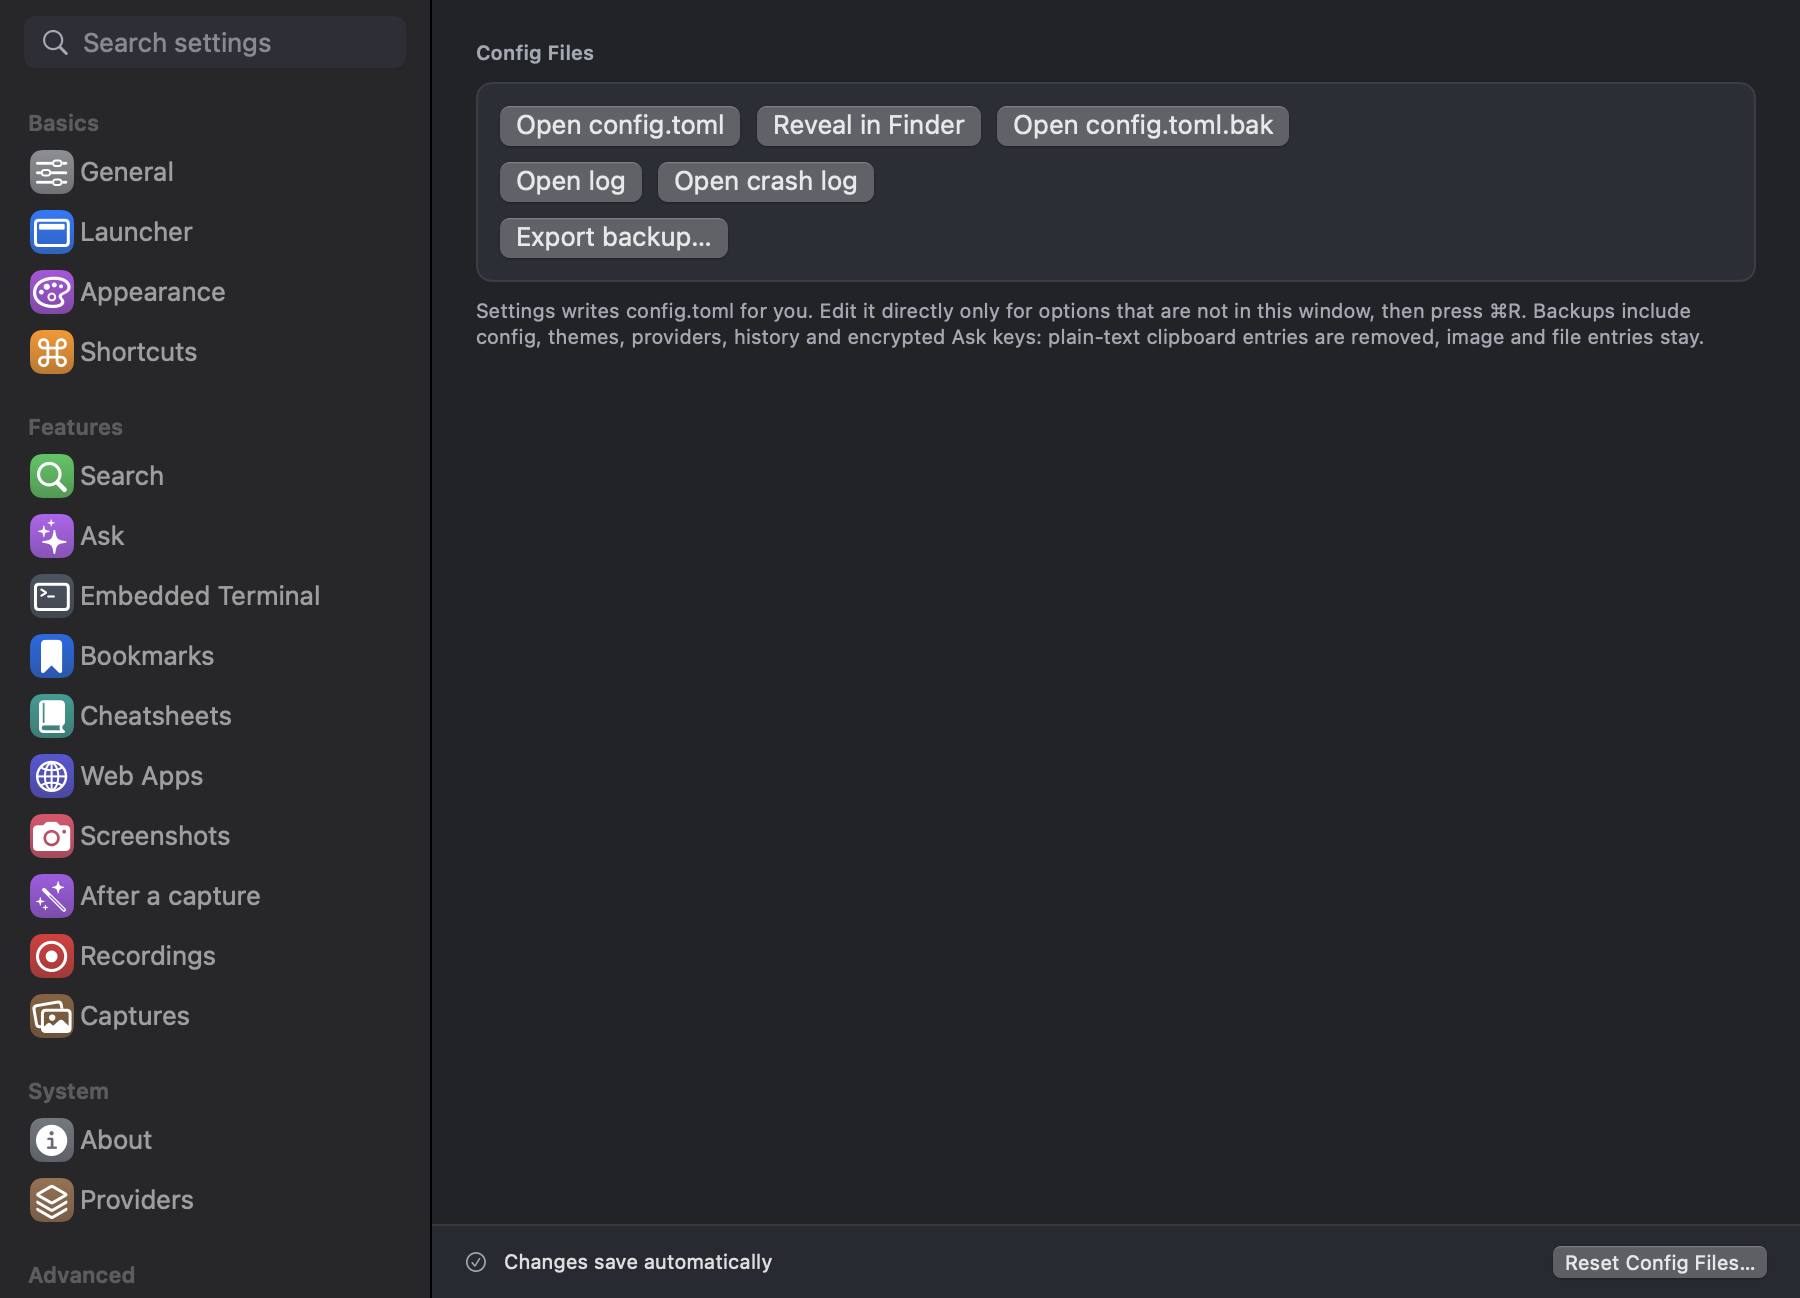 Search settings
Basics
General
Launcher
Appearance
Shortcuts
Features
Search
Ask
Embedded Terminal
Bookmarks
Cheatsheets
Web Apps
Screenshots
After a capture
Recordings
Captures
System
About
Providers
Advanced
Config Files
Open config.toml
Reveal in Finder
Open config.toml.bak
Open log
Open crash log
Export backup...
Settings writes config.toml for you. Edit it directly only for options that are not in this window, then press ⌘R. Backups include
config, themes, providers, history and encrypted Ask keys: plain-text clipboard entries are removed, image and file entries stay.
Changes save automatically
Reset Config Files...